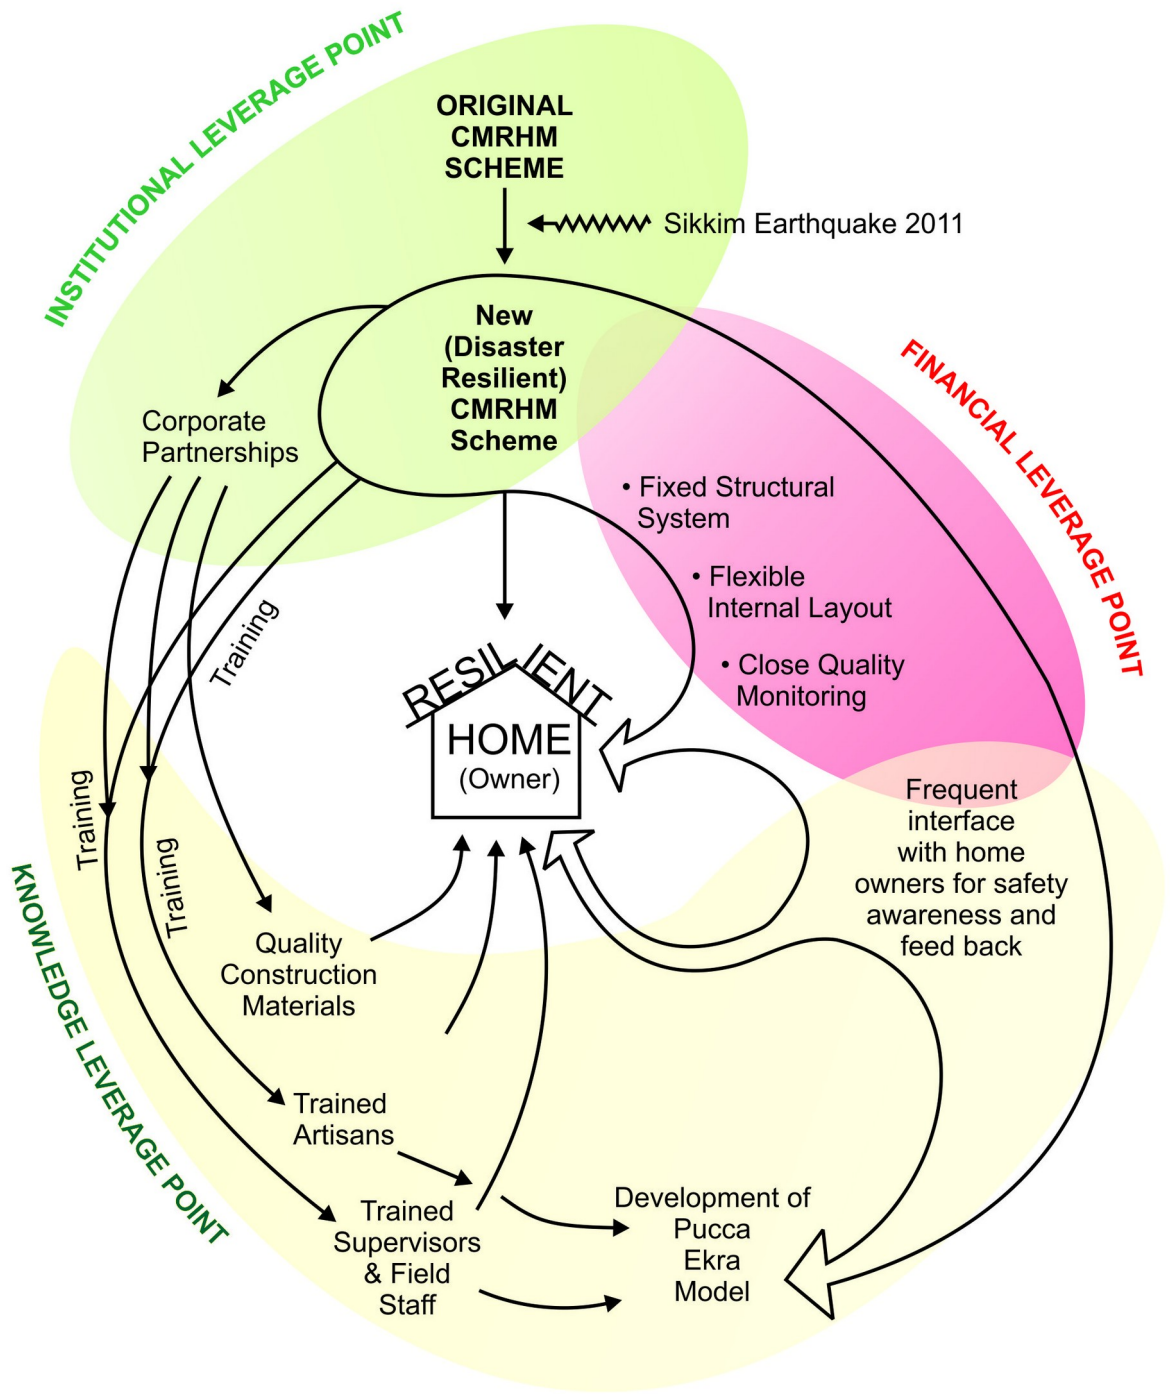 INSTITUTIONAL LEVERAGE POINT
ORIGINAL
CMRHM
SCHEME
Sikkim Earthquake 2011
New
(Disaster
Resilient)
CMRHM
Scheme
FINANCIAL LEVERAGE POINT
Corporate
Partnerships
• Fixed Structural
System
• Flexible
Internal Layout
• Close Quality
Monitoring
Training
RESILIENT
HOME
(Owner)
Training
Training
Frequent
interface
with home
owners for safety
awareness and
feed back
KNOWLEDGE LEVERAGE POINT
Quality
Construction
Materials
Trained
Artisans
Trained
Supervisors
& Field
Staff
Development of
Pucca
Ekra
Model